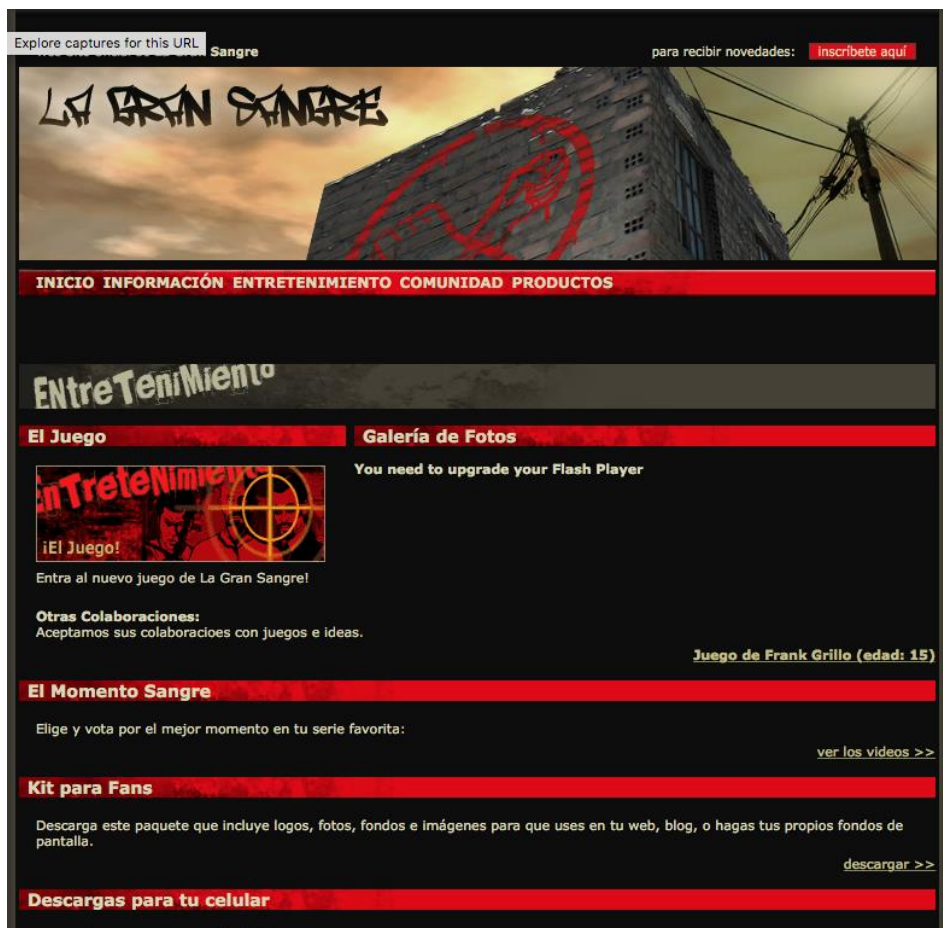 Explore captures for this URL
Sangre
para recibir novedades: inscríbete aquí
LA GRAN SANGRE
INICIO INFORMACIÓN ENTRETENIMIENTO COMUNIDAD PRODUCTOS
ENtreTeniMiento
El Juego
Galería de Fotos
EnTreteNimiento
¡El Juego!
You need to upgrade your Flash Player
Entra al nuevo juego de La Gran Sangre!
Otras Colaboraciones:
Aceptamos sus colaboracioes con juegos e ideas.
Juego de Frank Grillo (edad: 15)
El Momento Sangre
Elige y vota por el mejor momento en tu serie favorita:
ver los videos >>
Kit para Fans
Descarga este paquete que incluye logos, fotos, fondos e imágenes para que uses en tu web, blog, o hagas tus propios fondos de
pantalla.
descargar >>
Descargas para tu celular